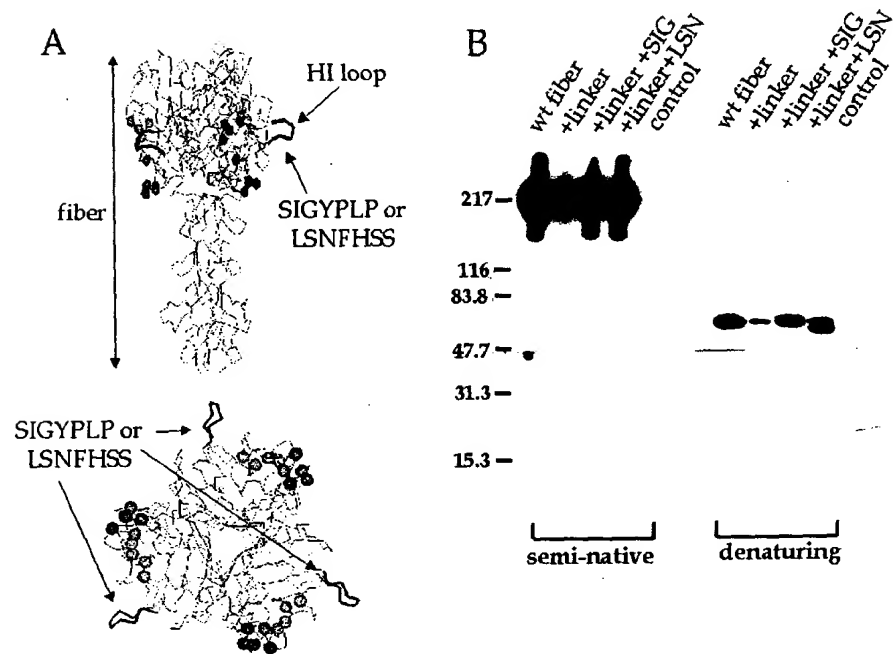 A
fiber
HI loop
SIGYPLP or
LSNFHSS
SIGYPLP or
LSNFHSS
B
wt fiber
+linker
+linker +SIG
+linker+LSN
control
wt fiber
+linker
+linker +SIG
+linker+LSN
control
217
116
83.8
47.7
31.3
15.3
semi-native
denaturing